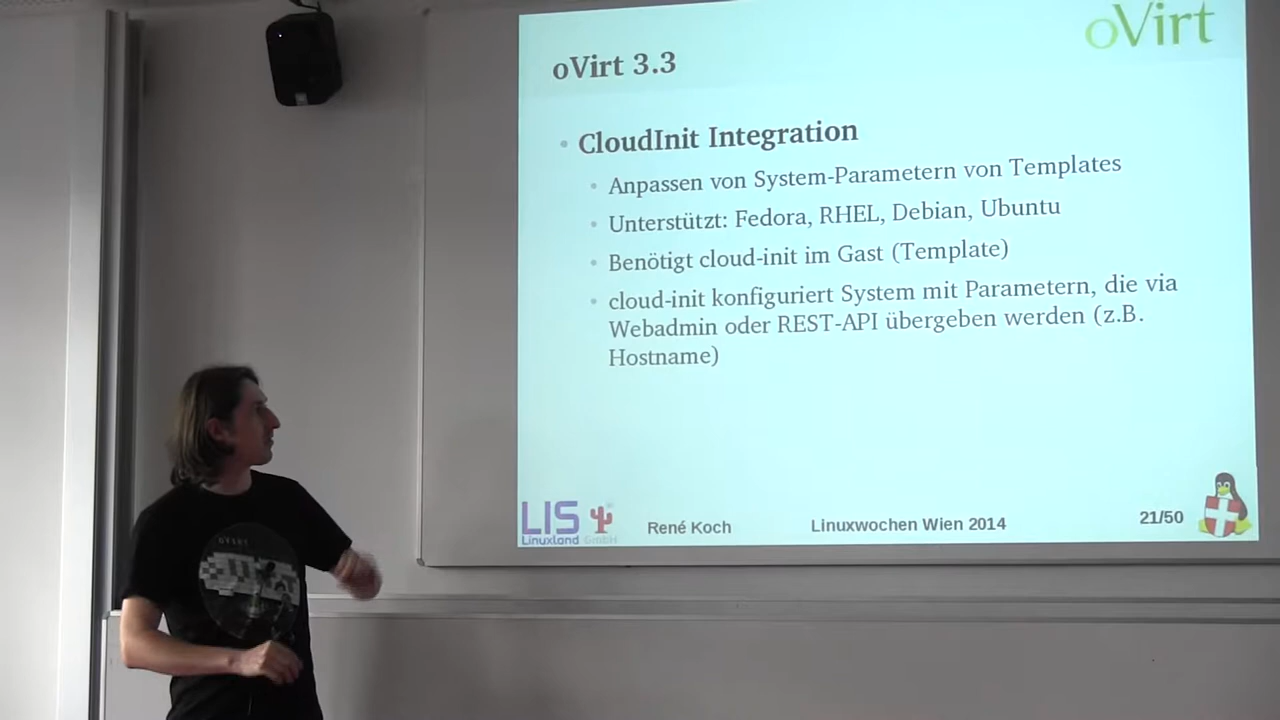 oVirt
oVirt 3.3
CloudInit Integration
Anpassen von System-Parametern von Templates
Unterstützt: Fedora, RHEL, Debian, Ubuntu
Benötigt cloud-init im Gast (Template)
cloud-init konfiguriert System mit Parametern, die via
Webadmin oder REST-API übergeben werden (z.B.
Hostname)
LIS
Linuxland GmbH
René Koch
Linuxwochen Wien 2014
21/50